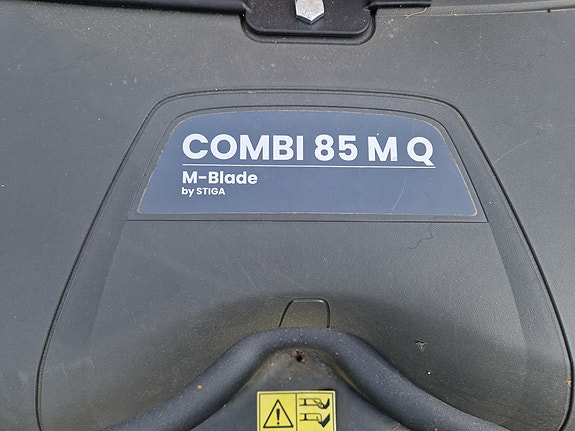 COMBI 85 M Q
M-Blade
by STIGA